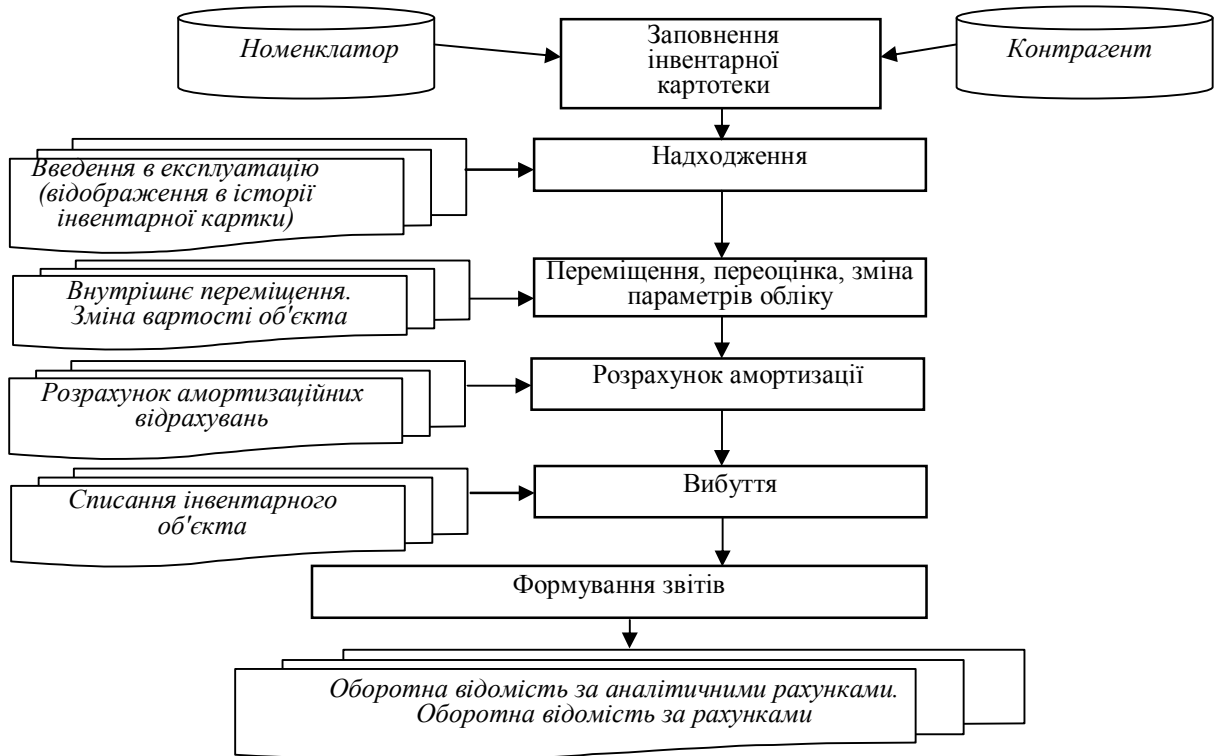 Номенклатор
Заповнення
інвентарної
картотеки
Контрагент
Введення в експлуатацію
(відображення в історії
інвентарної картки)
Надходження
Внутрішнє переміщення.
Зміна вартості об'єкта
Переміщення, переоцінка, зміна
параметрів обліку
Розрахунок амортизаційних
відрахувань
Розрахунок амортизації
Списання інвентарного
об'єкта
Вибуття
Формування звітів
Оборотна відомість за аналітичними рахунками.
Оборотна відомість за рахунками